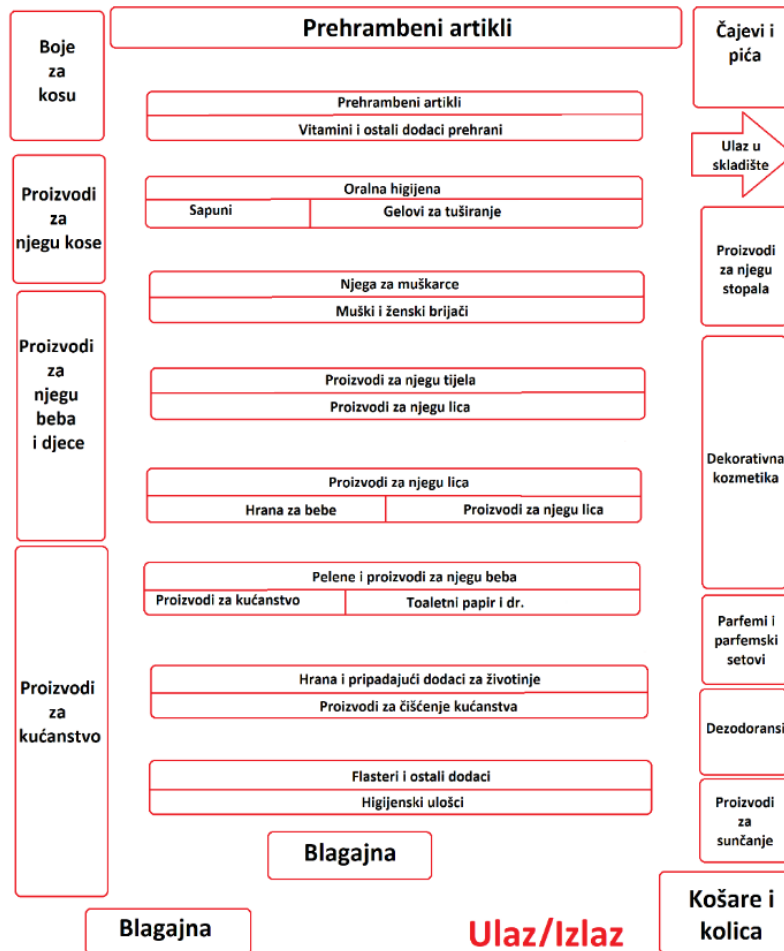 Prehrambeni artikli
Boje
za
kosu
Čajevi i
pića
Prehrambeni artikli
Vitamini i ostali dodaci prehrani
Ulaz u
skladište
Proizvodi
za
njegu kose
Oralna higijena
Sapuni
Gelovi za tuširanje
Proizvodi
za njegu
stopala
Njega za muškarce
Muški i ženski brijači
Proizvodi
za
njegu
beba
i djece
Proizvodi za njegu tijela
Proizvodi za njegu lica
Dekorativna
kozmetika
Proizvodi za njegu lica
Hrana za bebe
Proizvodi za njegu lica
Pelene i proizvodi za njegu beba
Proizvodi za kućanstvo
Toaletni papir i dr.
Parfemi i
parfemski
setovi
Proizvodi
za
kućanstvo
Hrana i pripadajući dodaci za životinje
Proizvodi za čišćenje kućanstva
Dezodoransi
Flasteri i ostali dodaci
Higijenski ulošci
Proizvodi
za
sunčanje
Blagajna
Blagajna
Ulaz/Izlaz
Košare i
kolica